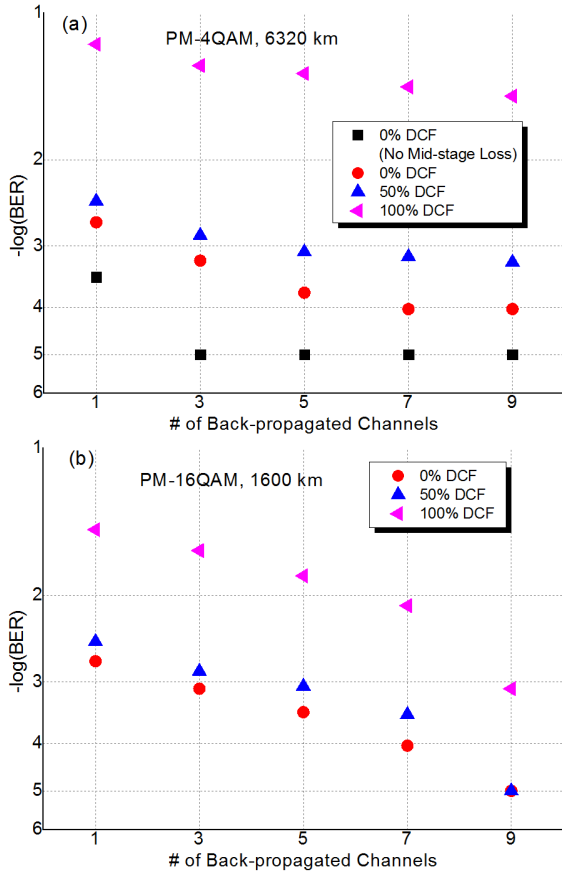 (a)
PM-4QAM, 6320 km
1
2
3
4
5
6
-log(BER)
0% DCF
(No Mid-stage Loss)
0% DCF
50% DCF
100% DCF
1 3 5 7 9
# of Back-propagated Channels
(b)
PM-16QAM, 1600 km
1
2
3
4
5
6
-log(BER)
0% DCF
50% DCF
100% DCF
1 3 5 7 9
# of Back-propagated Channels